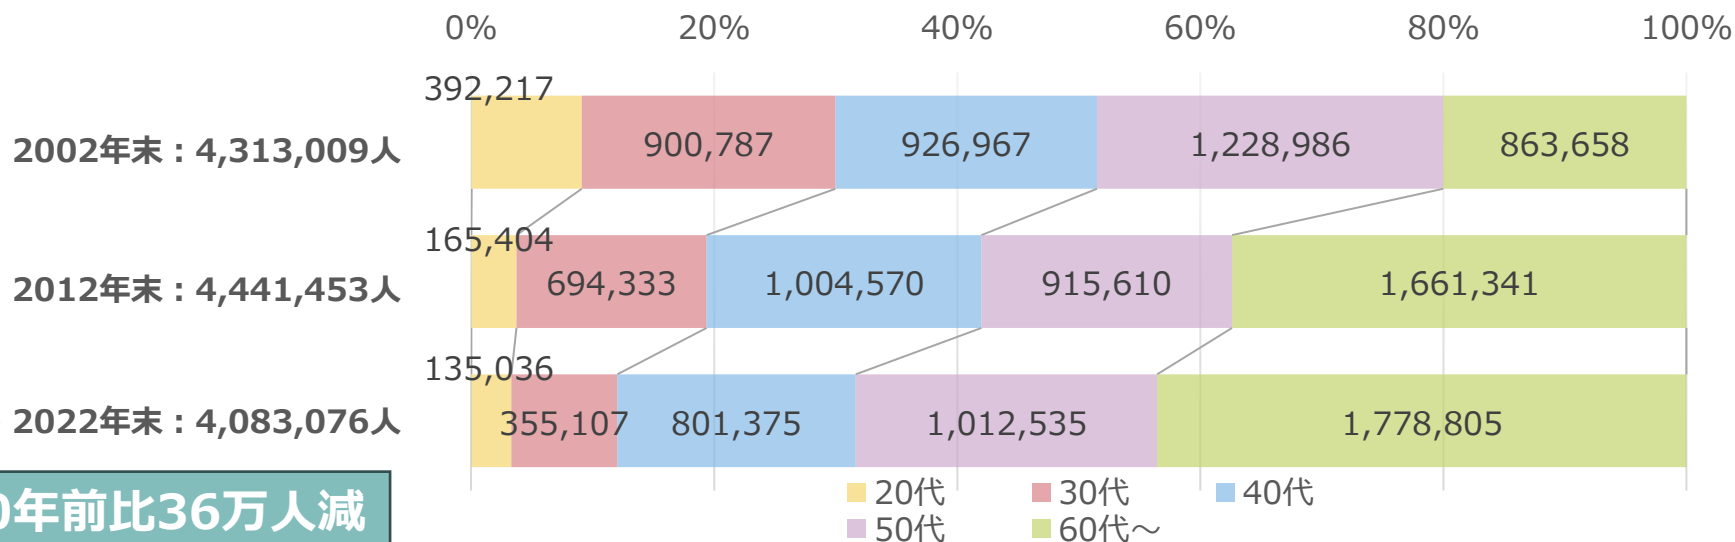 0% 20% 40% 60% 80% 100%
392,217
2002年末：4,313,009人 900,787 926,967 1,228,986 863,658
165,404
2012年末：4,441,453人 694,333 1,004,570 915,610 1,661,341
135,036
2022年末：4,083,076人 355,107 801,375 1,012,535 1,778,805
0年前比36万人減
20代 30代 40代
50代 60代～